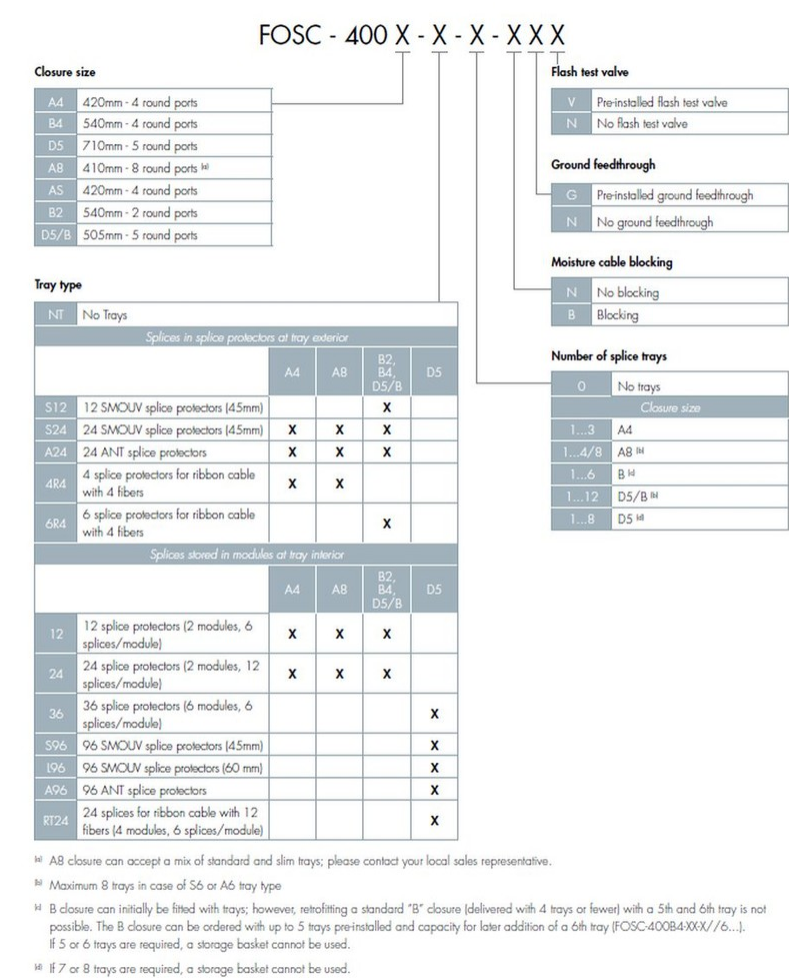 FOSC - 400 X - X - X - X X X
Closure size
A4 420mm - 4 round ports
B4 540mm - 4 round ports
D5 710mm - 5 round ports
A8 410mm - 8 round ports (a)
AS 420mm - 4 round ports
B2 540mm - 2 round ports
D5/B 505mm - 5 round ports
Flash test valve
V Pre-installed flash test valve
N No flash test valve
Ground feedthrough
G Pre-installed ground feedthrough
N No ground feedthrough
Moisture cable blocking
N No blocking
B Blocking
Number of splice trays
0 No trays
Closure size
1...3 A4
1...4/8 A8 (b)
1...6 B (c)
1...12 D5/B (b)
1...8 D5 (d)
Tray type
NT No Trays
Splices in splice protectors at tray exterior
A4 A8 B2, B4, D5/B D5
S12 12 SMOUV splice protectors (45mm) X
S24 24 SMOUV splice protectors (45mm) X X X
A24 24 ANT splice protectors X X X
4R4 4 splice protectors for ribbon cable
with 4 fibers X X
6R4 6 splice protectors for ribbon cable
with 4 fibers X
Splices stored in modules at tray interior
A4 A8 B2, B4, D5/B D5
12 12 splice protectors (2 modules, 6
splices/module) X X X
24 24 splice protectors (2 modules, 12
splices/module) X X X
36 36 splice protectors (6 modules, 6
splices/module) X
S96 96 SMOUV splice protectors (45mm) X
L96 96 SMOUV splice protectors (60 mm) X
A96 96 ANT splice protectors X
RT24 24 splices for ribbon cable with 12
fibers (4 modules, 6 splices/module) X
(a) A8 closure can accept a mix of standard and slim trays; please contact your local sales representative.
(b) Maximum 8 trays in case of S6 or A6 tray type
(c) B closure can initially be fitted with trays; however, retrofitting a standard "B" closure (delivered with 4 trays or fewer) with a 5th and 6th tray is not
possible. The B closure can be ordered with up to 5 trays pre-installed and capacity for later addition of a 6th tray (FOSC-400B4-XX-X//6...).
If 5 or 6 trays are required, a storage basket cannot be used.
(d) If 7 or 8 trays are required, a storage basket cannot be used.